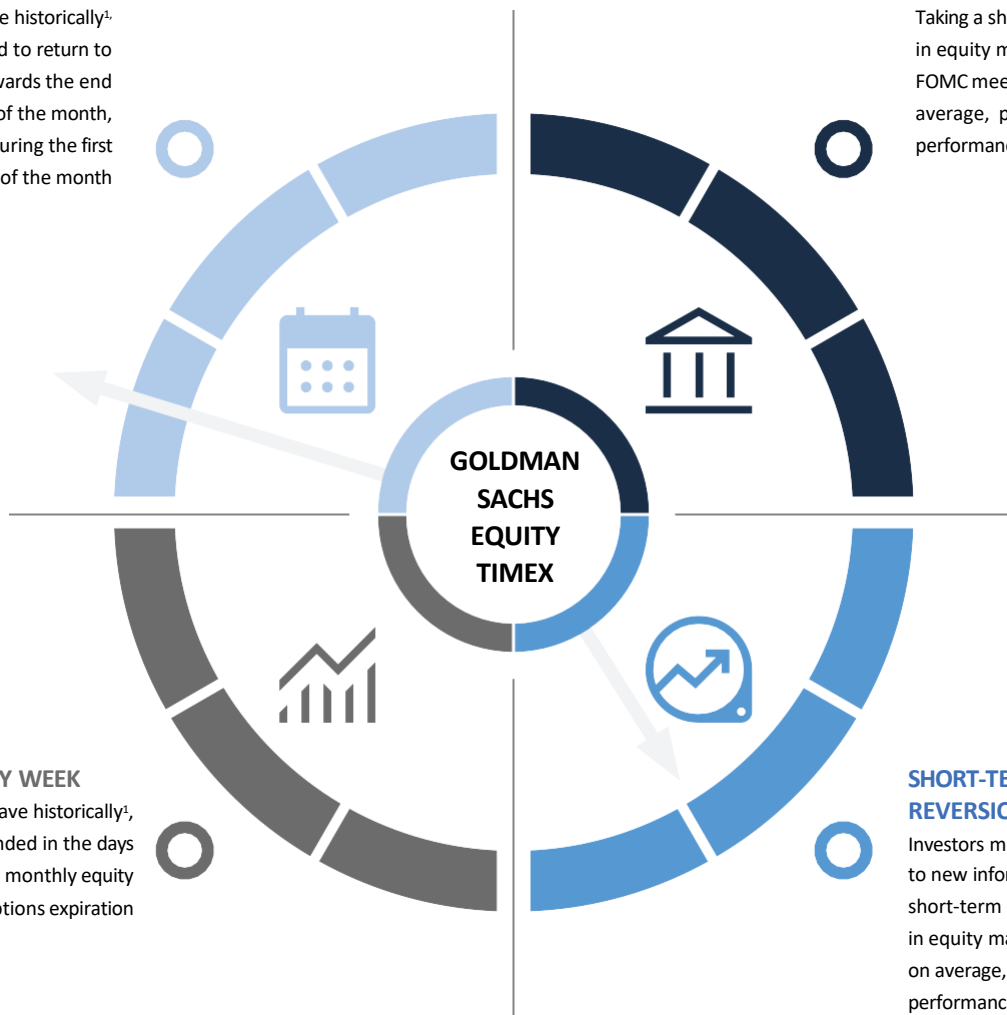 e historically¹,
d to return to
wards the end
of the month,
uring the first
of the month
Taking a sh
in equity m
FOMC mee
average, p
performanc
GOLDMAN
SACHS
EQUITY
TIMEX
Y WEEK
ave historically¹,
nded in the days
monthly equity
tions expiration
SHORT-TE
REVERSIO
Investors m
to new infor
short-term
in equity ma
on average,
performanc